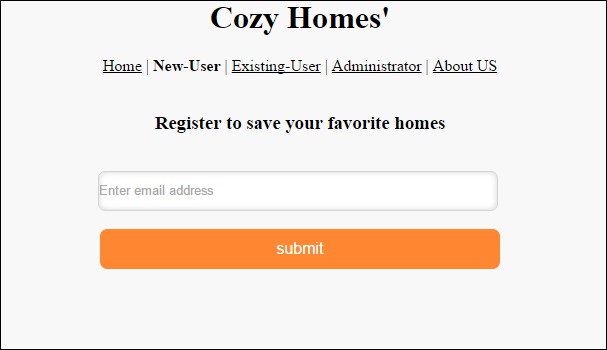 Cozy Homes'
Home | New-User | Existing-User | Administrator | About US
Register to save your favorite homes
Enter email address
submit